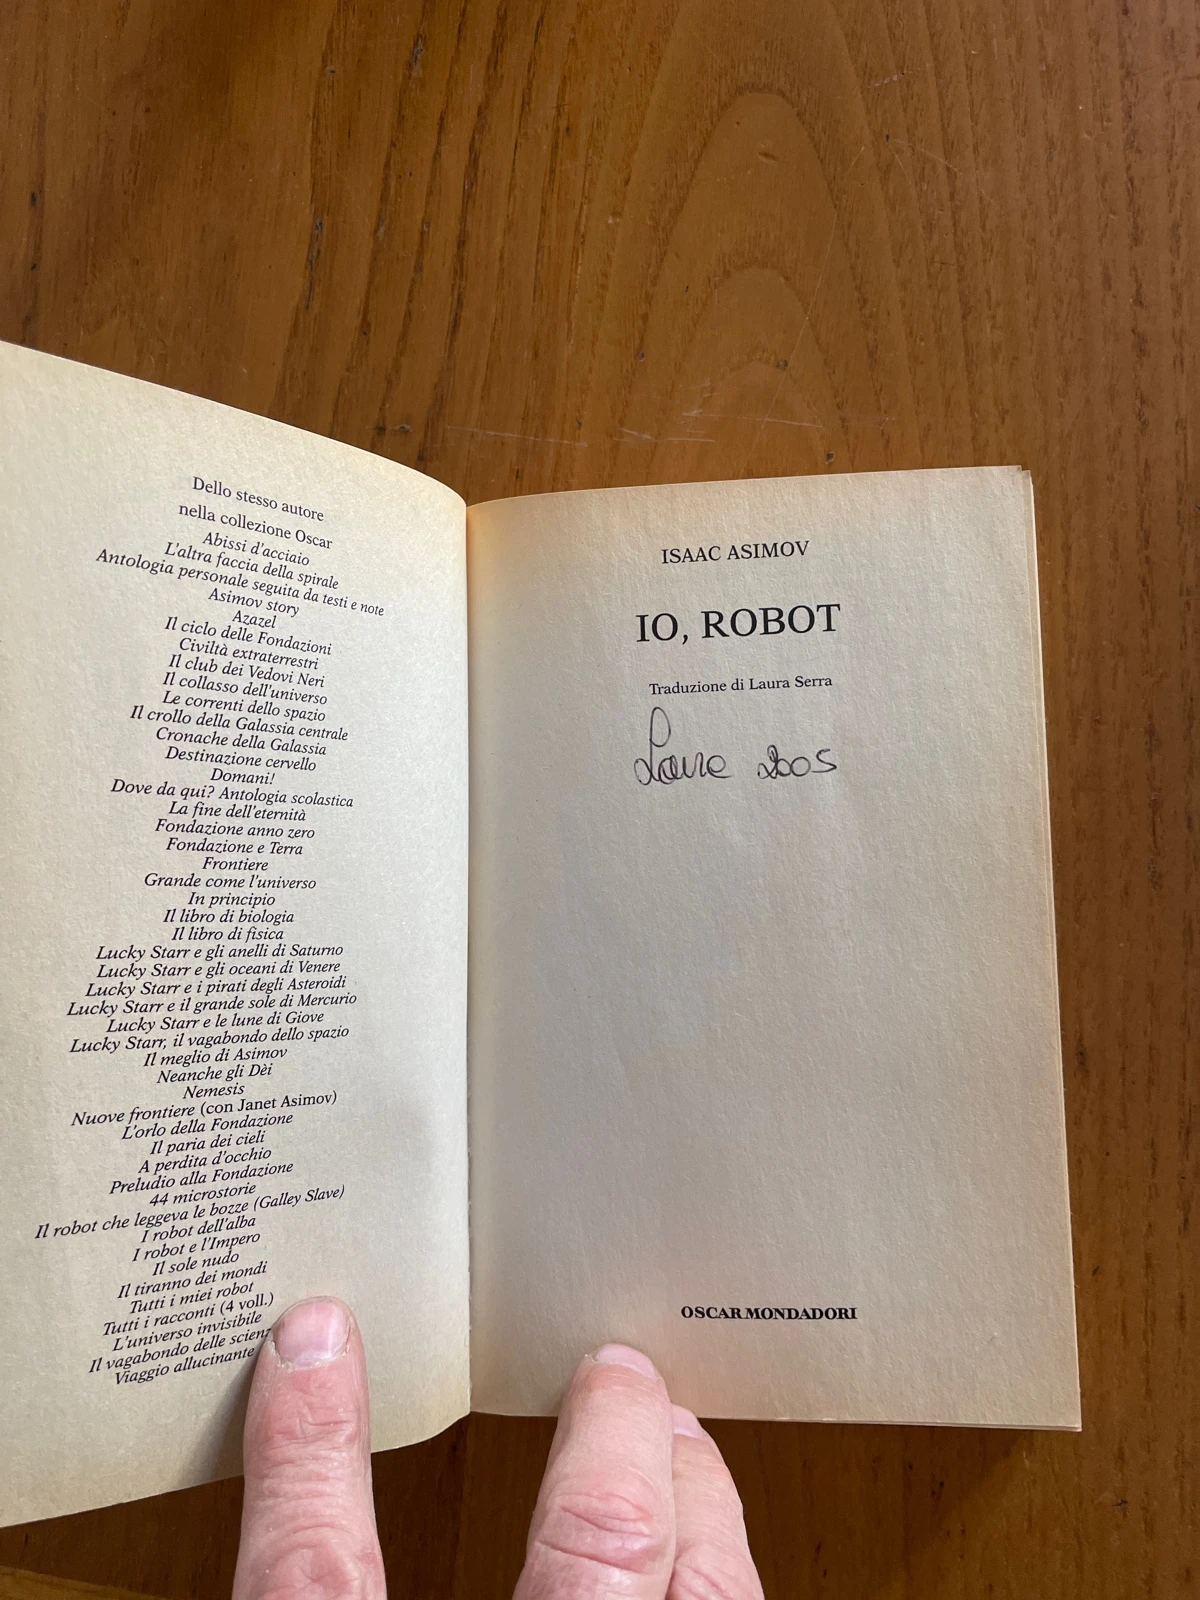 Dello stesso autore
nella collezione Oscar
Abissi d'acciaio
L'altra faccia della spirale
Antologia personale seguita da testi e note
Asimov story
Azazel
Il ciclo delle Fondazioni
Civiltà extraterrestri
Il club dei Vedovi Neri
Il collasso dell'universo
Le correnti dello spazio
Il crollo della Galassia centrale
Cronache della Galassia
Destinazione cervello
Domani!
Dove da qui? Antologia scolastica
La fine dell'eternità
Fondazione anno zero
Fondazione e Terra
Frontiere
Grande come l'universo
In principio
Il libro di biologia
Il libro di fisica
Lucky Starr e gli anelli di Saturno
Lucky Starr e gli oceani di Venere
Lucky Starr e i pirati degli Asteroidi
Lucky Starr e il grande sole di Mercurio
Lucky Starr e le lune di Giove
Lucky Starr, il vagabondo dello spazio
Il meglio di Asimov
Neanche gli Dèi
Nemesis
Nuove frontiere (con Janet Asimov)
L'orlo della Fondazione
Il paria dei cieli
A perdita d'occhio
Preludio alla Fondazione
44 microstorie
Il robot che leggeva le bozze (Galley Slave)
I robot dell'alba
I robot e l'Impero
Il sole nudo
Il tiranno dei mondi
Tutti i miei robot
Tutti i racconti (4 voll.)
L'universo invisibile
Il vagabondo delle scienz
Viaggio allucinante
ISAAC ASIMOV
IO, ROBOT
Traduzione di Laura Serra
2005
OSCAR MONDADORI